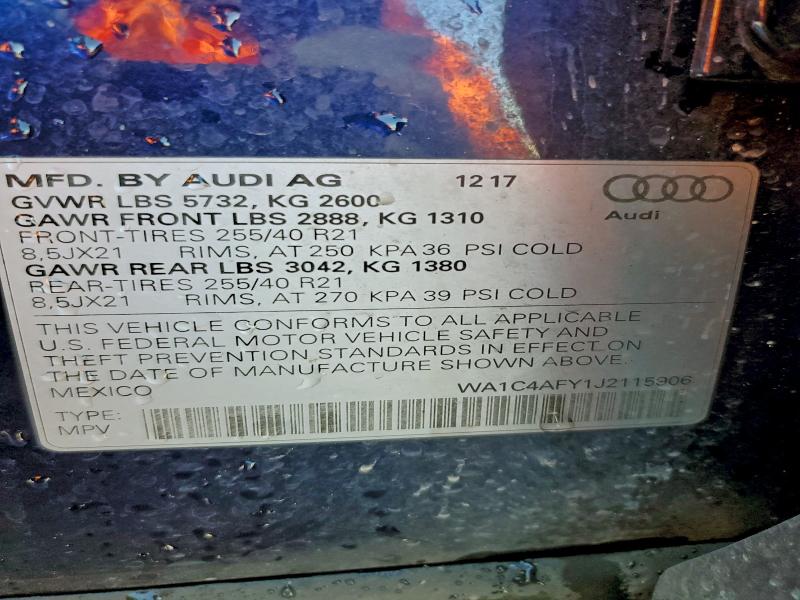 MFD. BY AUDI AG 12 17
GVWR LBS 5732, KG 2600
GAWR FRONT LBS 2888, KG 1310
Audi
FRONT-TIRES 255/40 R21
8,5JX21 RIMS, AT 250 KPA 36 PSI COLD
GAWR REAR LBS 3042, KG 1380
REAR-TIRES 255/40 R21
8,5JX21 RIMS, AT 270 KPA 39 PSI COLD
THIS VEHICLE CONFORMS TO ALL APPLICABLE
U.S. FEDERAL MOTOR VEHICLE SAFETY AND
THEFT PREVENTION STANDARDS IN EFFECT ON
THE DATE OF MANUFACTURE SHOWN ABOVE.
MEXICO WA1C4AFY1J2115906
TYPE:
MPV